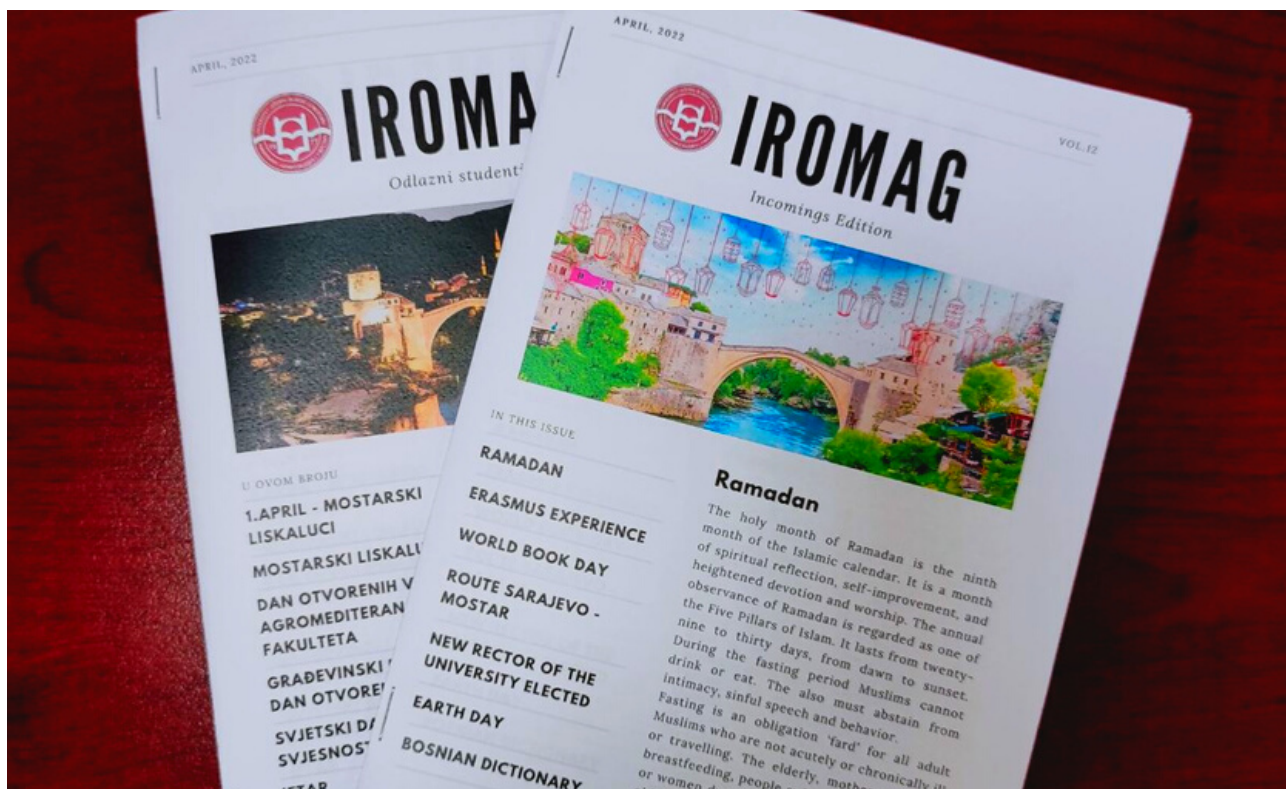 APRIL, 2022
IROMA
Odlazni student
U OVOM BROJU
1.APRIL - MOSTARSKI
LISKALUCI
MOSTARSKI LISKALU
DAN OTVORENIH V
AGROMEDITERAN
FAKULTETA
GRAĐEVINSKI
DAN OTVORE
SVJETSKI DA
SVJESNOST
APRIL, 2022
VOL.12
IROMAG
Incomings Edition
IN THIS ISSUE
RAMADAN
ERASMUS EXPERIENCE
WORLD BOOK DAY
ROUTE SARAJEVO -
MOSTAR
NEW RECTOR OF THE
UNIVERSITY ELECTED
EARTH DAY
BOSNIAN DICTIONARY
Ramadan
The holy month of Ramadan is the ninth
month of the Islamic calendar. It is a month
of spiritual reflection, self-improvement, and
heightened devotion and worship. The annual
observance of Ramadan is regarded as one of
the Five Pillars of Islam. It lasts from twenty-
nine to thirty days, from dawn to sunset.
During the fasting period Muslims cannot
drink or eat. The also must abstain from
intimacy, sinful speech and behavior.
Fasting is an obligation "fard" for all adult
Muslims who are not acutely or chronically ill
or travelling. The elderly,
breastfeeding, people
or women